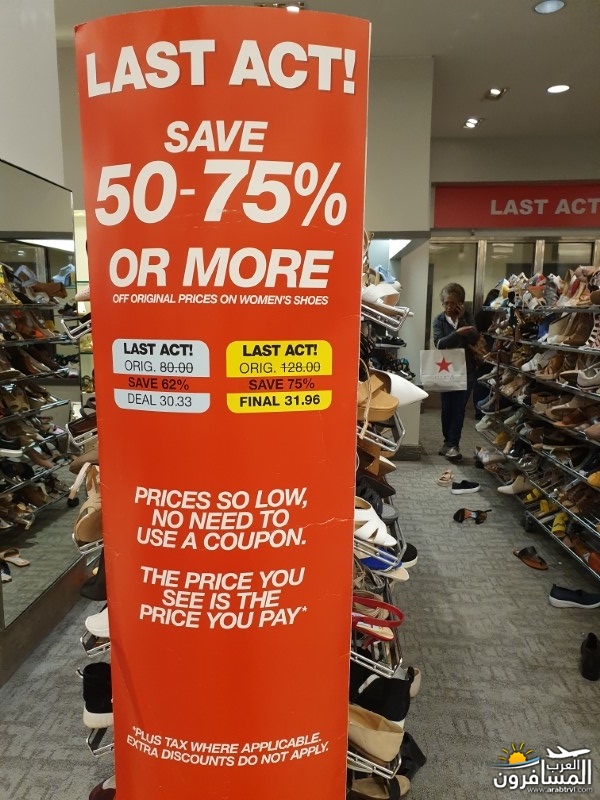 LAST ACT!
SAVE
50-75%
OR MORE
OFF ORIGINAL PRICES ON WOMEN'S SHOES
LAST ACT!
ORIG. 80.00
SAVE 62%
DEAL 30.33
LAST ACT!
ORIG. 128.00
SAVE 75%
FINAL 31.96
PRICES SO LOW,
NO NEED TO
USE A COUPON.
THE PRICE YOU
SEE IS THE
PRICE YOU PAY*
*PLUS TAX WHERE APPLICABLE.
EXTRA DISCOUNTS DO NOT APPLY.
LAST ACT
العرب
المسافرون
www.arabtrvl.com